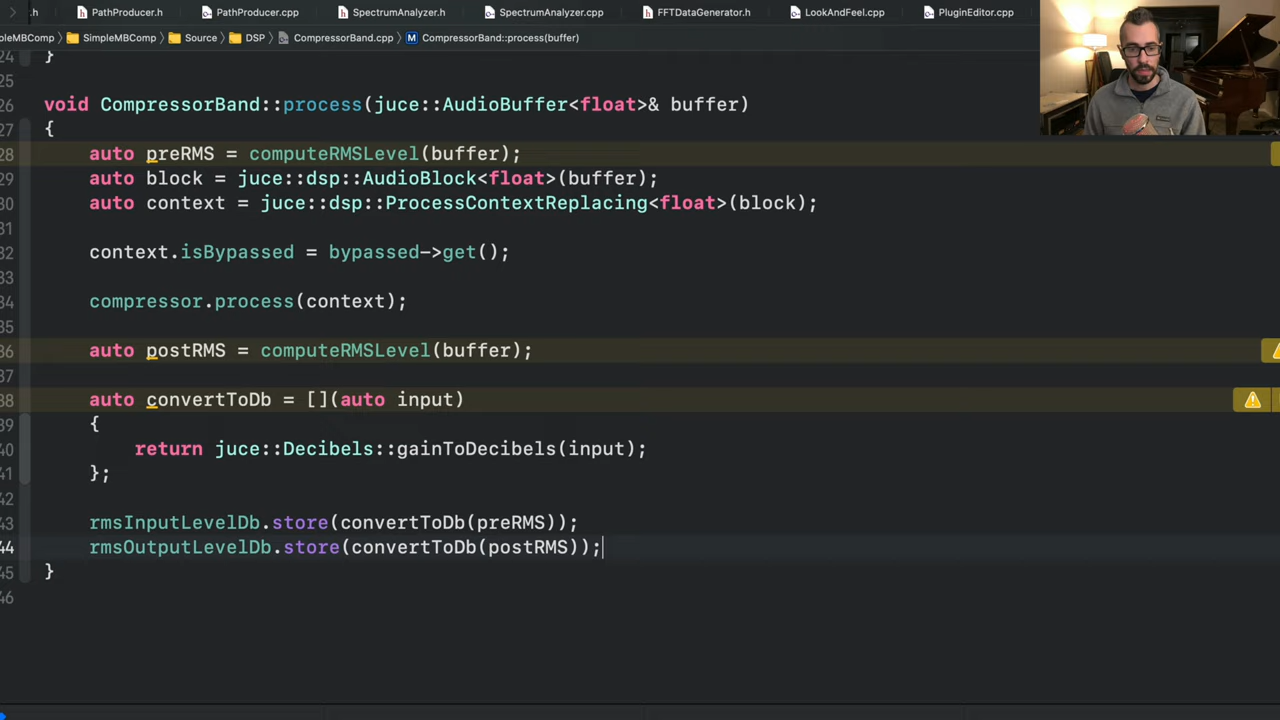 .h PathProducer.h PathProducer.cpp SpectrumAnalyzer.h SpectrumAnalyzer.cpp FFTDataGenerator.h LookAndFeel.cpp PluginEditor.cpp
leMBComp SimpleMBComp Source DSP CompressorBand.cpp M CompressorBand::process(buffer)
24 }
25
26 void CompressorBand::process(juce::AudioBuffer<float>& buffer)
27 {
28 auto preRMS = computeRMSLevel(buffer);
29 auto block = juce::dsp::AudioBlock<float>(buffer);
30 auto context = juce::dsp::ProcessContextReplacing<float>(block);
31
32 context.isBypassed = bypassed->get();
33
34 compressor.process(context);
35
36 auto postRMS = computeRMSLevel(buffer);
37
38 auto convertToDb = [](auto input)
39 {
40 return juce::Decibels::gainToDecibels(input);
41 };
42
43 rmsInputLevelDb.store(convertToDb(preRMS));
44 rmsOutputLevelDb.store(convertToDb(postRMS));
45 }
46